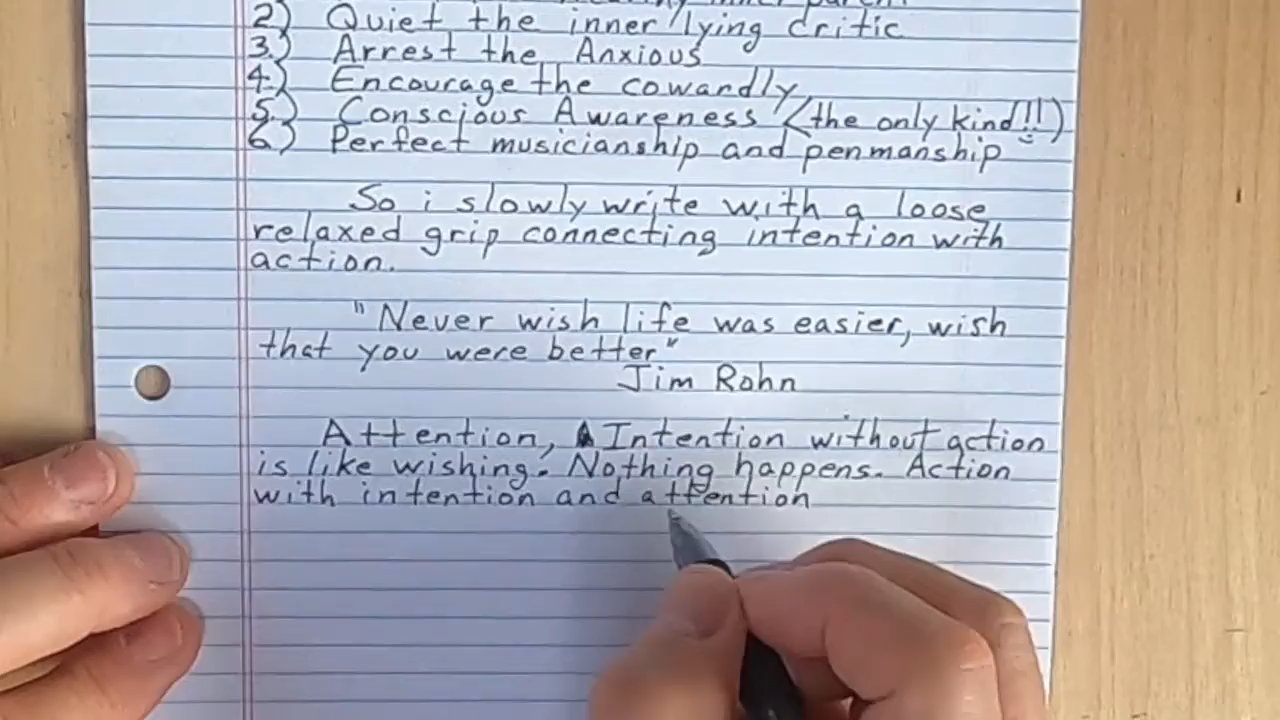 2) Quiet the inner lying critic
3.) Arrest the Anxious
4.) Encourage the cowardly
5.) Conscious Awareness (the only kind!!)
6.) Perfect musicianship and penmanship
So i slowly write with a loose
relaxed grip connecting intention with
action.
"Never wish life was easier, wish
that you were better"
Jim Rohn
Attention, Intention without action
is like wishing. Nothing happens. Action
with intention and attention